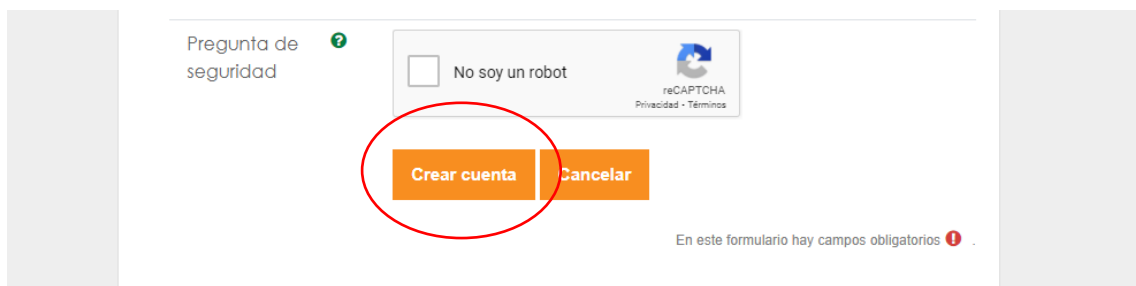 Pregunta de
seguridad
No soy un robot
reCAPTCHA
Privacidad - Términos
Crear cuenta
Cancelar
En este formulario hay campos obligatorios .